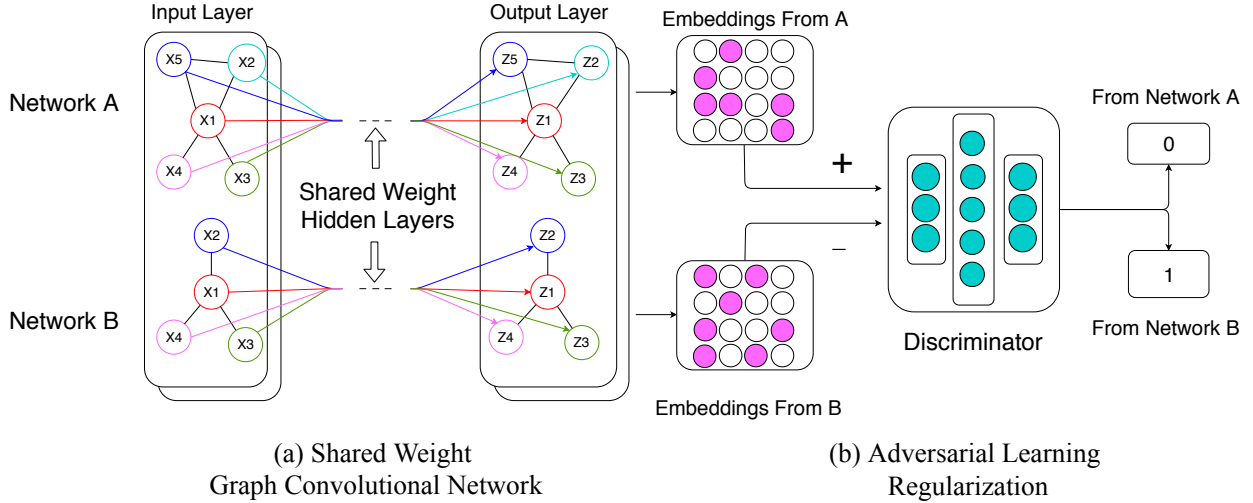 Input Layer
Output Layer
Embeddings From A
Network A
X5
X2
X1
X4
X3
Z5
Z2
Z1
Z4
Z3
Shared Weight
Hidden Layers
+
From Network A
0
Network B
X2
X1
X4
X3
Z2
Z1
Z4
Z3
−
1
From Network B
Discriminator
Embeddings From B
(a) Shared Weight
Graph Convolutional Network
(b) Adversarial Learning
Regularization